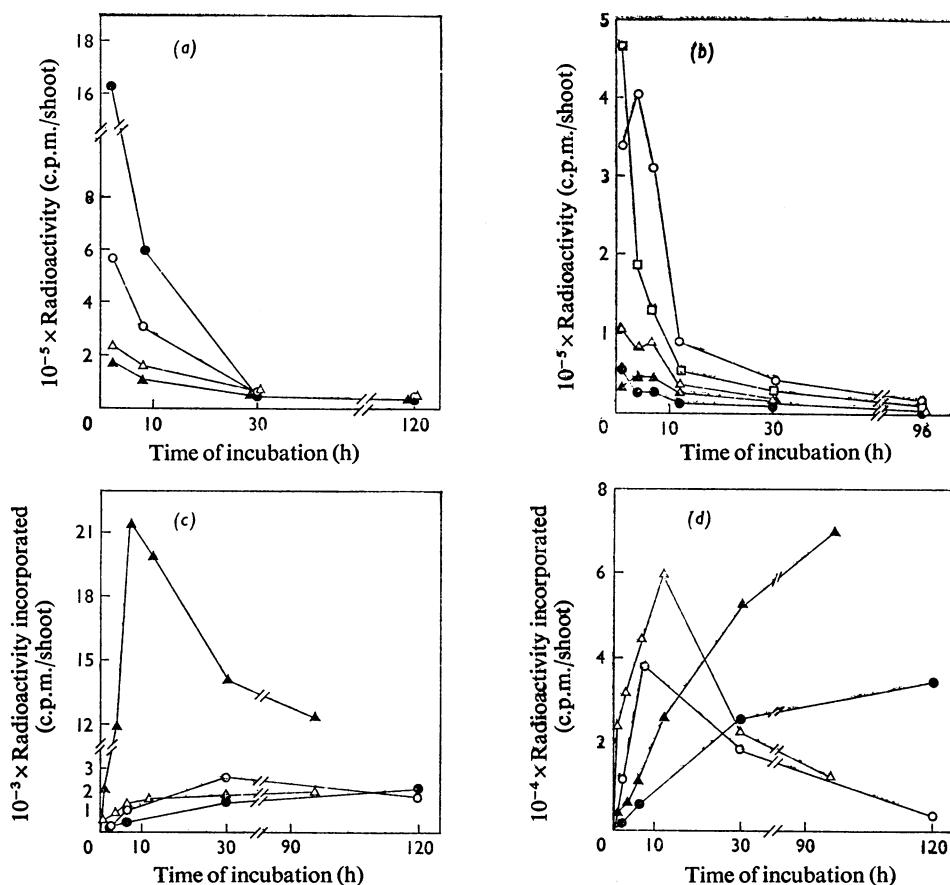 (a)
10⁻⁵ × Radioactivity (c.p.m./shoot)
18
16
8
6
4
2
0
10
30
120
Time of incubation (h)
(b)
10⁻⁵ × Radioactivity (c.p.m./shoot)
5
4
3
2
1
0
10
30
96
Time of incubation (h)
(c)
10⁻³ × Radioactivity incorporated
(c.p.m./shoot)
21
18
15
12
3
2
1
0
10
30
90
120
Time of incubation (h)
(d)
10⁻⁴ × Radioactivity incorporated
(c.p.m./shoot)
8
6
4
2
0
10
30
90
120
Time of incubation (h)